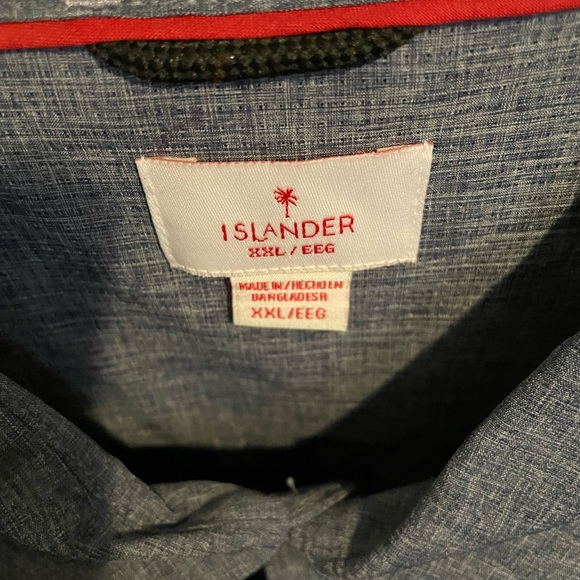 ISLANDER
XXL / EEG
MADE IN / HECHO EN
BANGLADESH
XXL/EEG